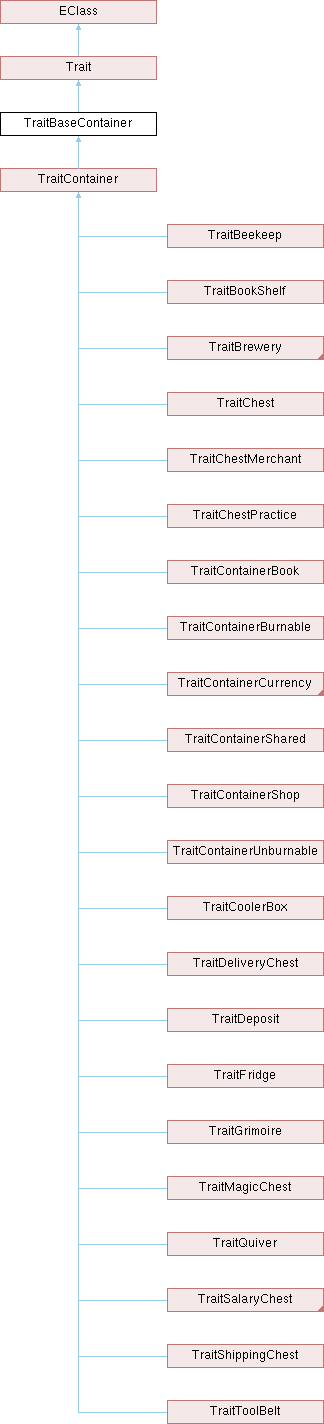 EClass
Trait
TraitBaseContainer
TraitContainer
TraitBeekeep
TraitBookShelf
TraitBrewery
TraitChest
TraitChestMerchant
TraitChestPractice
TraitContainerBook
TraitContainerBurnable
TraitContainerCurrency
TraitContainerShared
TraitContainerShop
TraitContainerUnburnable
TraitCoolerBox
TraitDeliveryChest
TraitDeposit
TraitFridge
TraitGrimoire
TraitMagicChest
TraitQuiver
TraitSalaryChest
TraitShippingChest
TraitToolBelt